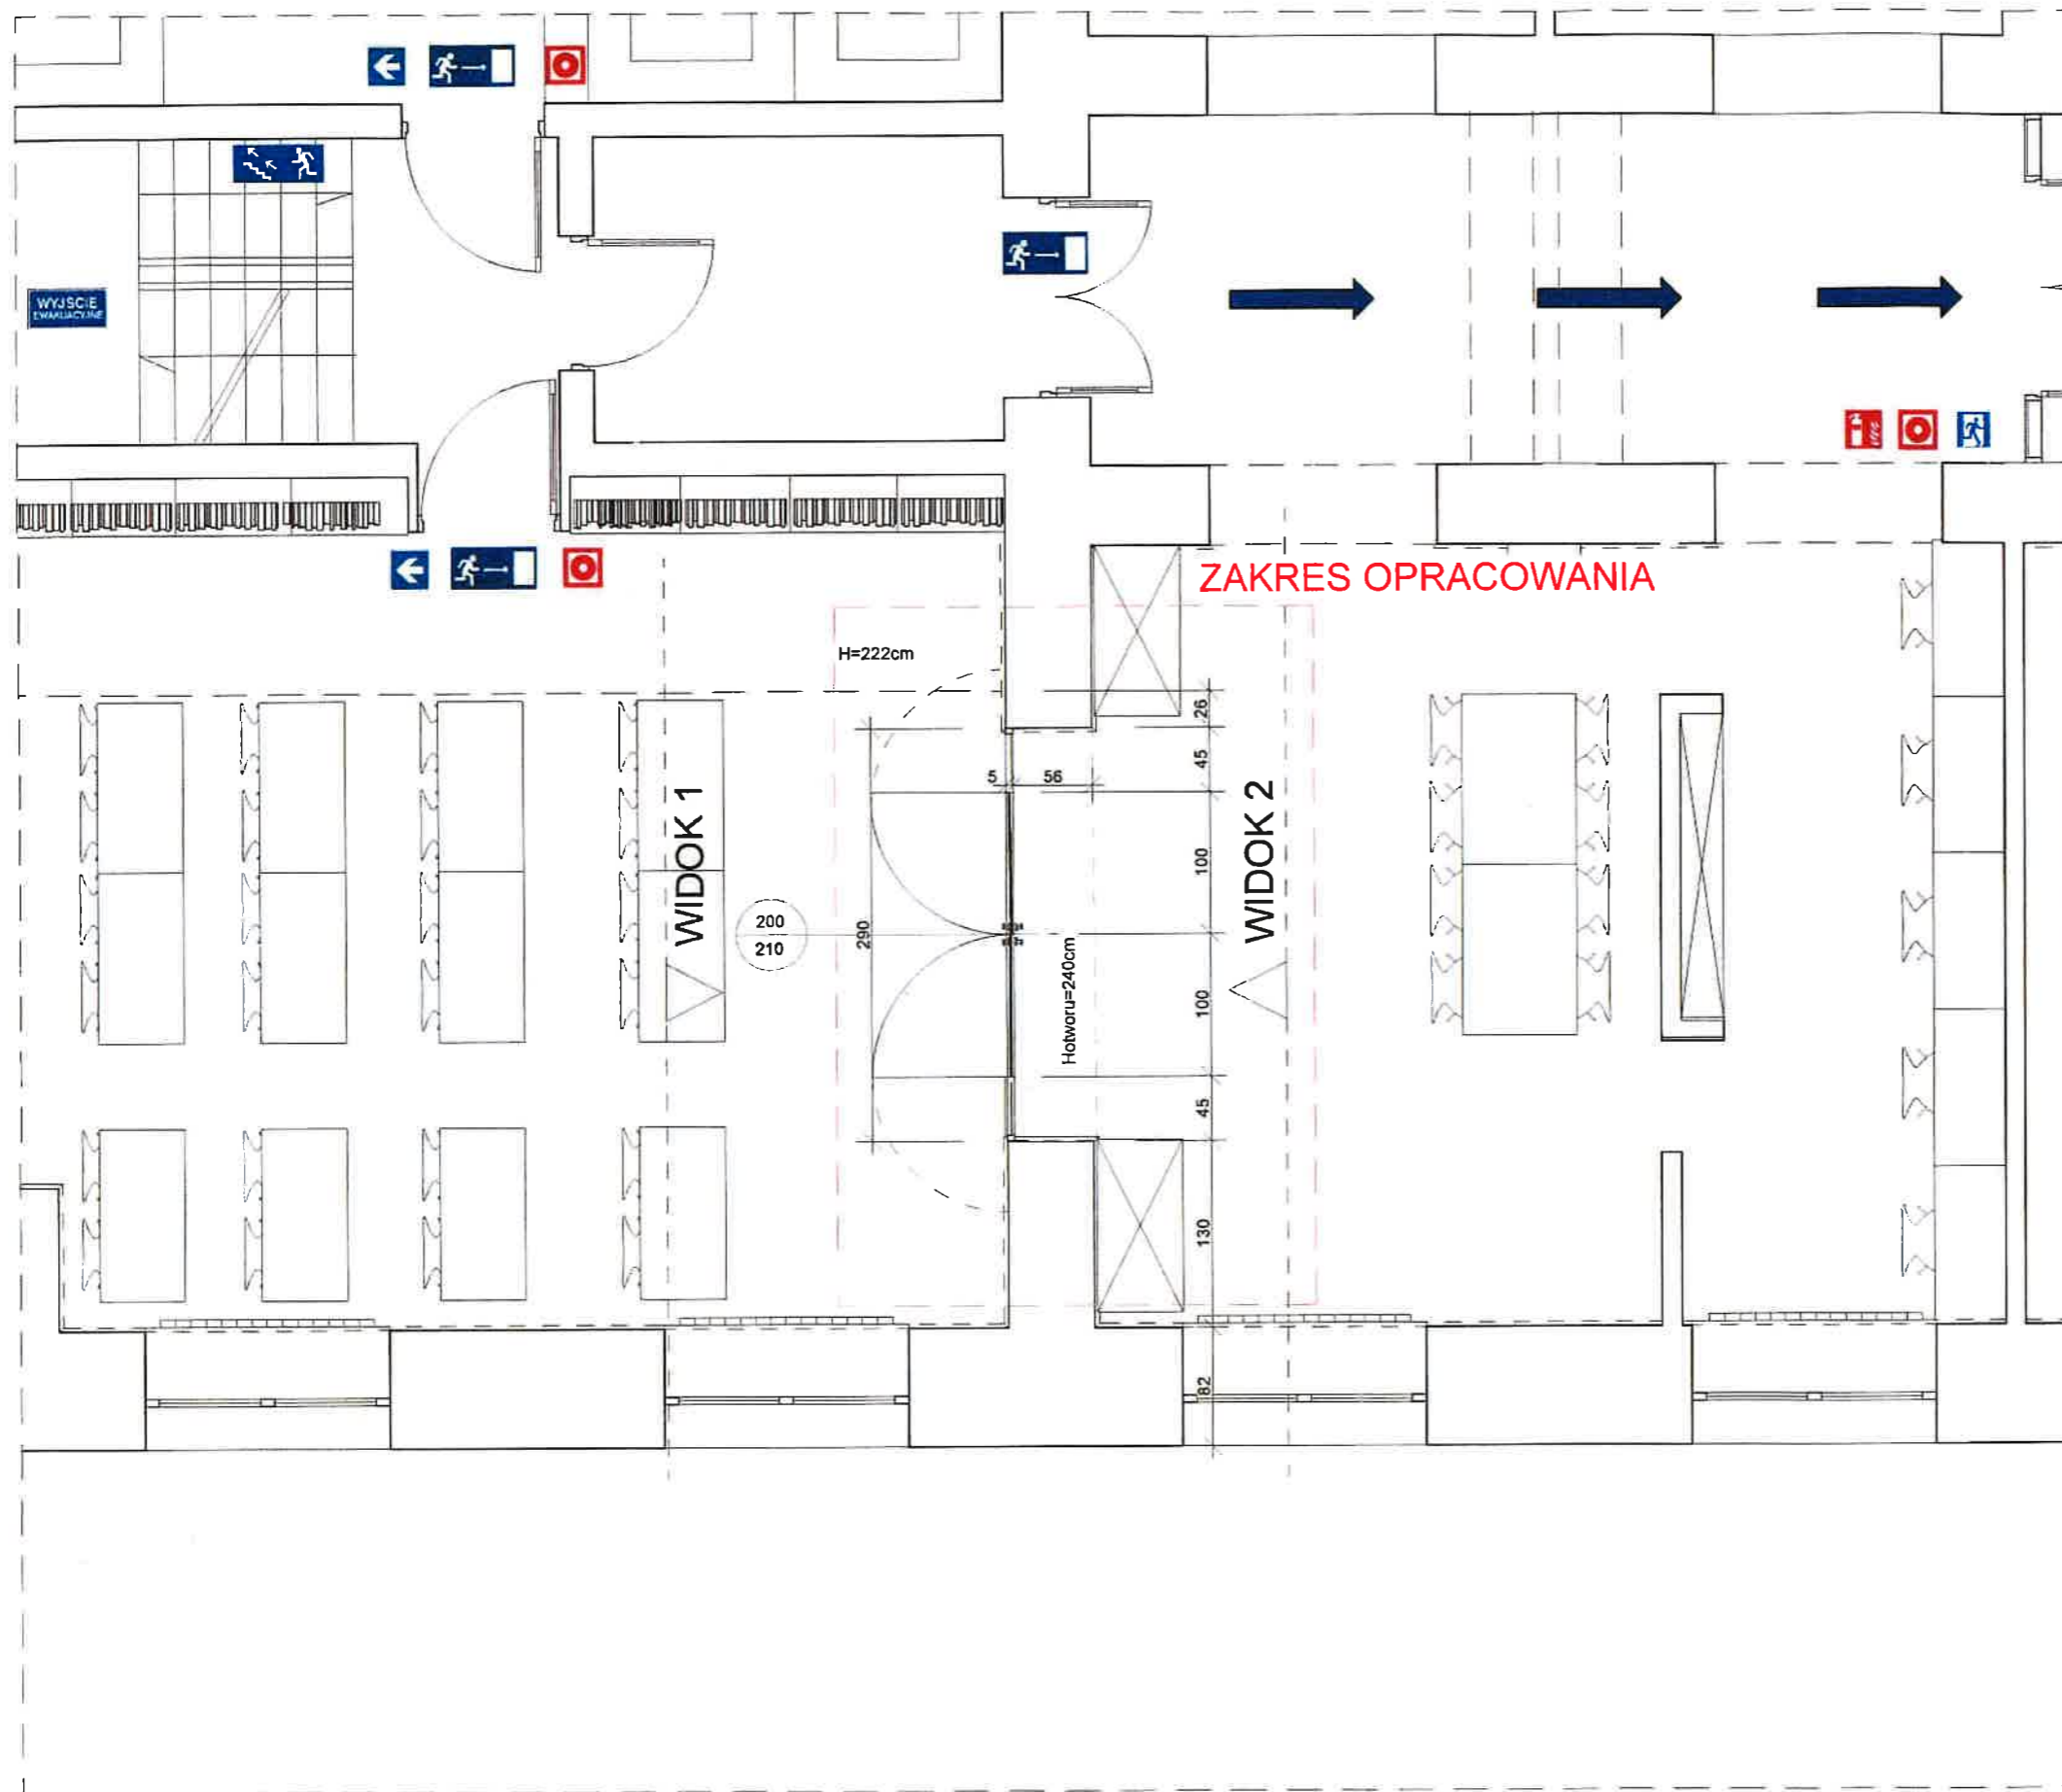 WYJŚCIE
EWAKUACYJNE
ZAKRES OPRACOWANIA
H=222cm
26
45
5
56
WIDOK 1
WIDOK 2
100
200
210
290
Hotworu=240cm
100
45
130
82